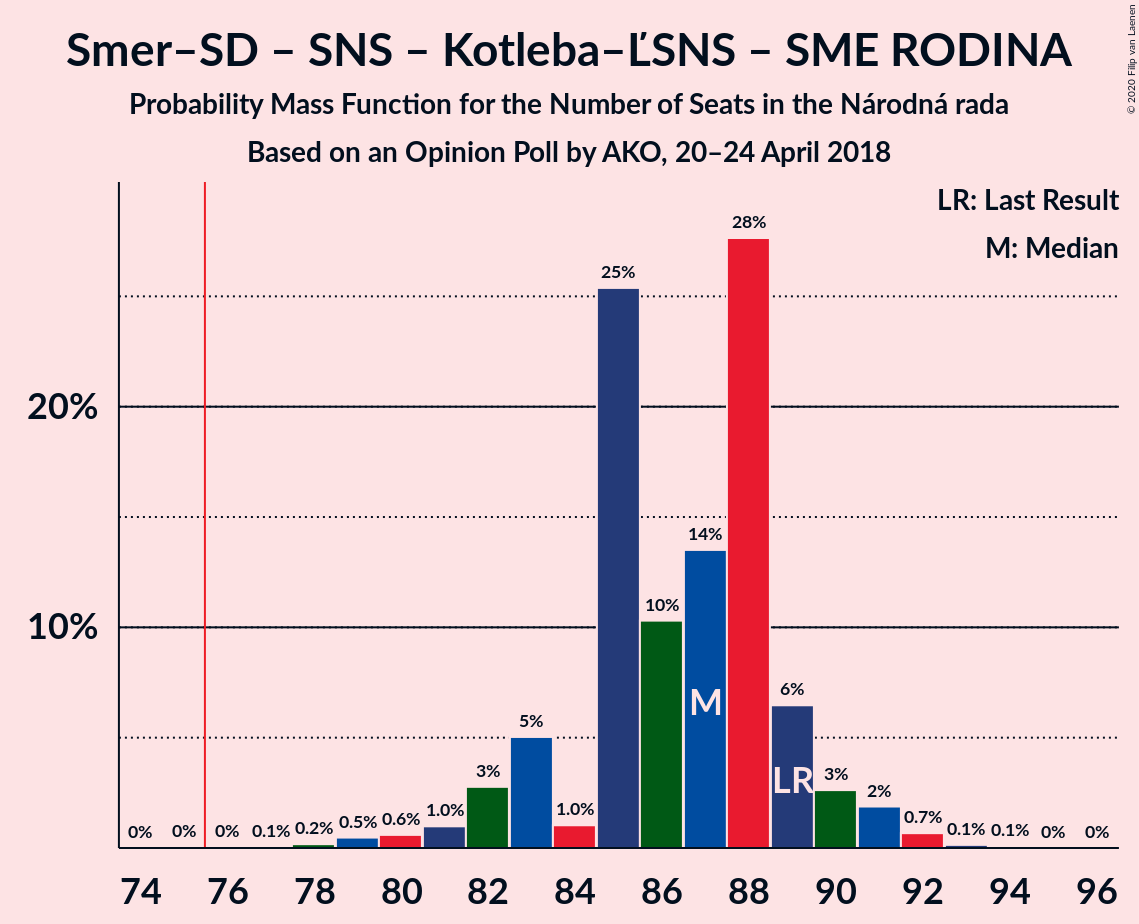 Smer–SD – SNS – Kotleba–ĽSNS – SME RODINA
Probability Mass Function for the Number of Seats in the Národná rada
Based on an Opinion Poll by AKO, 20–24 April 2018
© 2020 Filip van Laenen
LR: Last Result
M: Median
20%
10%
0% 0% 0% 0.1% 0.2% 0.5% 0.6% 1.0% 3% 5% 1.0% 25% 10% 14% 28% 6% 3% 2% 0.7% 0.1% 0.1% 0% 0%
M
LR
74 76 78 80 82 84 86 88 90 92 94 96